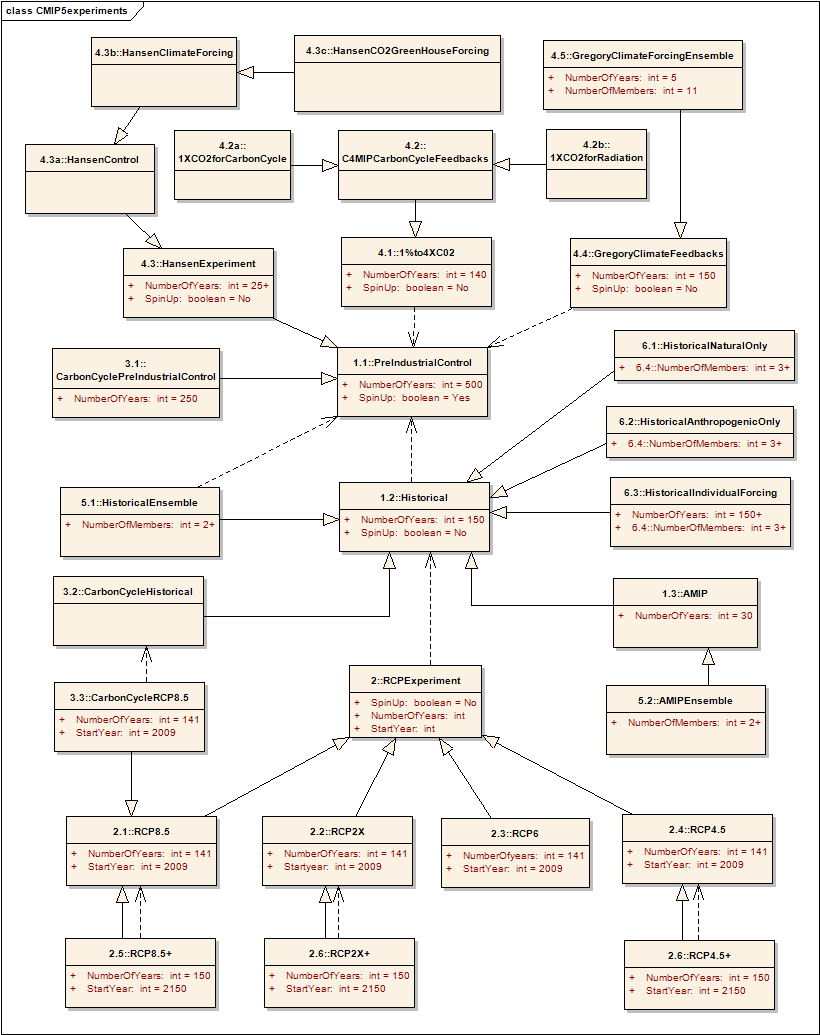 class CMIP5experiments
4.3b::HansenClimateForcing
4.3c::HansenCO2GreenHouseForcing
4.5::GregoryClimateForcingEnsemble
+ NumberOfYears: int = 5
+ NumberOfMembers: int = 11
4.3a::HansenControl
4.2a::
1XCO2forCarbonCycle
4.2::
C4MIPCarbonCycleFeedbacks
4.2b::
1XCO2forRadiation
4.3::HansenExperiment
+ NumberOfYears: int = 25+
+ SpinUp: boolean = No
4.1::1%to4XC02
+ NumberOfYears: int = 140
+ SpinUp: boolean = No
4.4::GregoryClimateFeedbacks
+ NumberOfYears: int = 150
+ SpinUp: boolean = No
3.1::
CarbonCyclePreIndustrialControl
+ NumberOfYears: int = 250
1.1::PreIndustrialControl
+ NumberOfYears: int = 500
+ SpinUp: boolean = Yes
6.1::HistoricalNaturalOnly
+ 6.4::NumberOfMembers: int = 3+
6.2::HistoricalAnthropogenicOnly
+ 6.4::NumberOfMembers: int = 3+
5.1::HistoricalEnsemble
+ NumberOfMembers: int = 2+
1.2::Historical
+ NumberOfYears: int = 150
+ SpinUp: boolean = No
6.3::HistoricalIndividualForcing
+ NumberOfYears: int = 150+
+ 6.4::NumberOfMembers: int = 3+
3.2::CarbonCycleHistorical
1.3::AMIP
+ NumberOfYears: int = 30
3.3::CarbonCycleRCP8.5
+ NumberOfYears: int = 141
+ StartYear: int = 2009
2::RCPExperiment
+ SpinUp: boolean = No
+ NumberOfYears: int
+ StartYear: int
5.2::AMIPEnsemble
+ NumberOfMembers: int = 2+
2.1::RCP8.5
+ NumberOfYears: int = 141
+ StartYear: int = 2009
2.2::RCP2X
+ NumberOfYears: int = 141
+ Startyear: int = 2009
2.3::RCP6
+ NumberOfyears: int = 141
+ StartYear: int = 2009
2.4::RCP4.5
+ NumberOfYears: int = 141
+ StartYear: int = 2009
2.5::RCP8.5+
+ NumberOfYears: int = 150
+ StartYear: int = 2150
2.6::RCP2X+
+ NumberOfYears: int = 150
+ StartYear: int = 2150
2.6::RCP4.5+
+ NumberOfYears: int = 150
+ StartYear: int = 2150